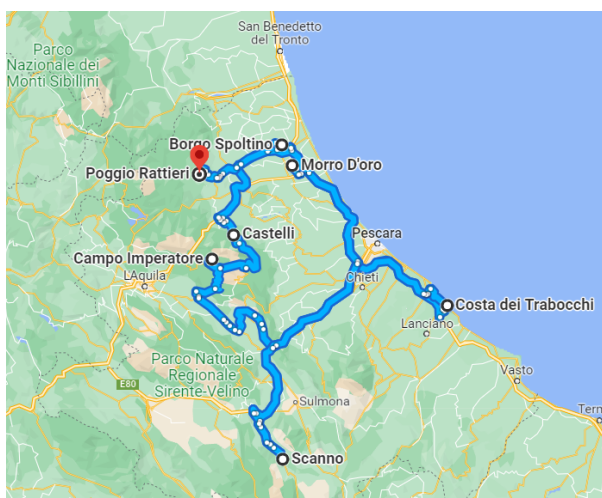 San Benedetto
del Tronto
Parco
Nazionale dei
Monti Sibillini
Borgo Spoltino
Poggio Rattieri
Morro D'oro
Castelli
Pescara
Campo Imperatore
L'Aquila
Chieti
Costa dei Trabocchi
Lanciano
Parco Naturale
Regionale
Sirente-Velino
Vasto
E80
Sulmona
Term
Scanno